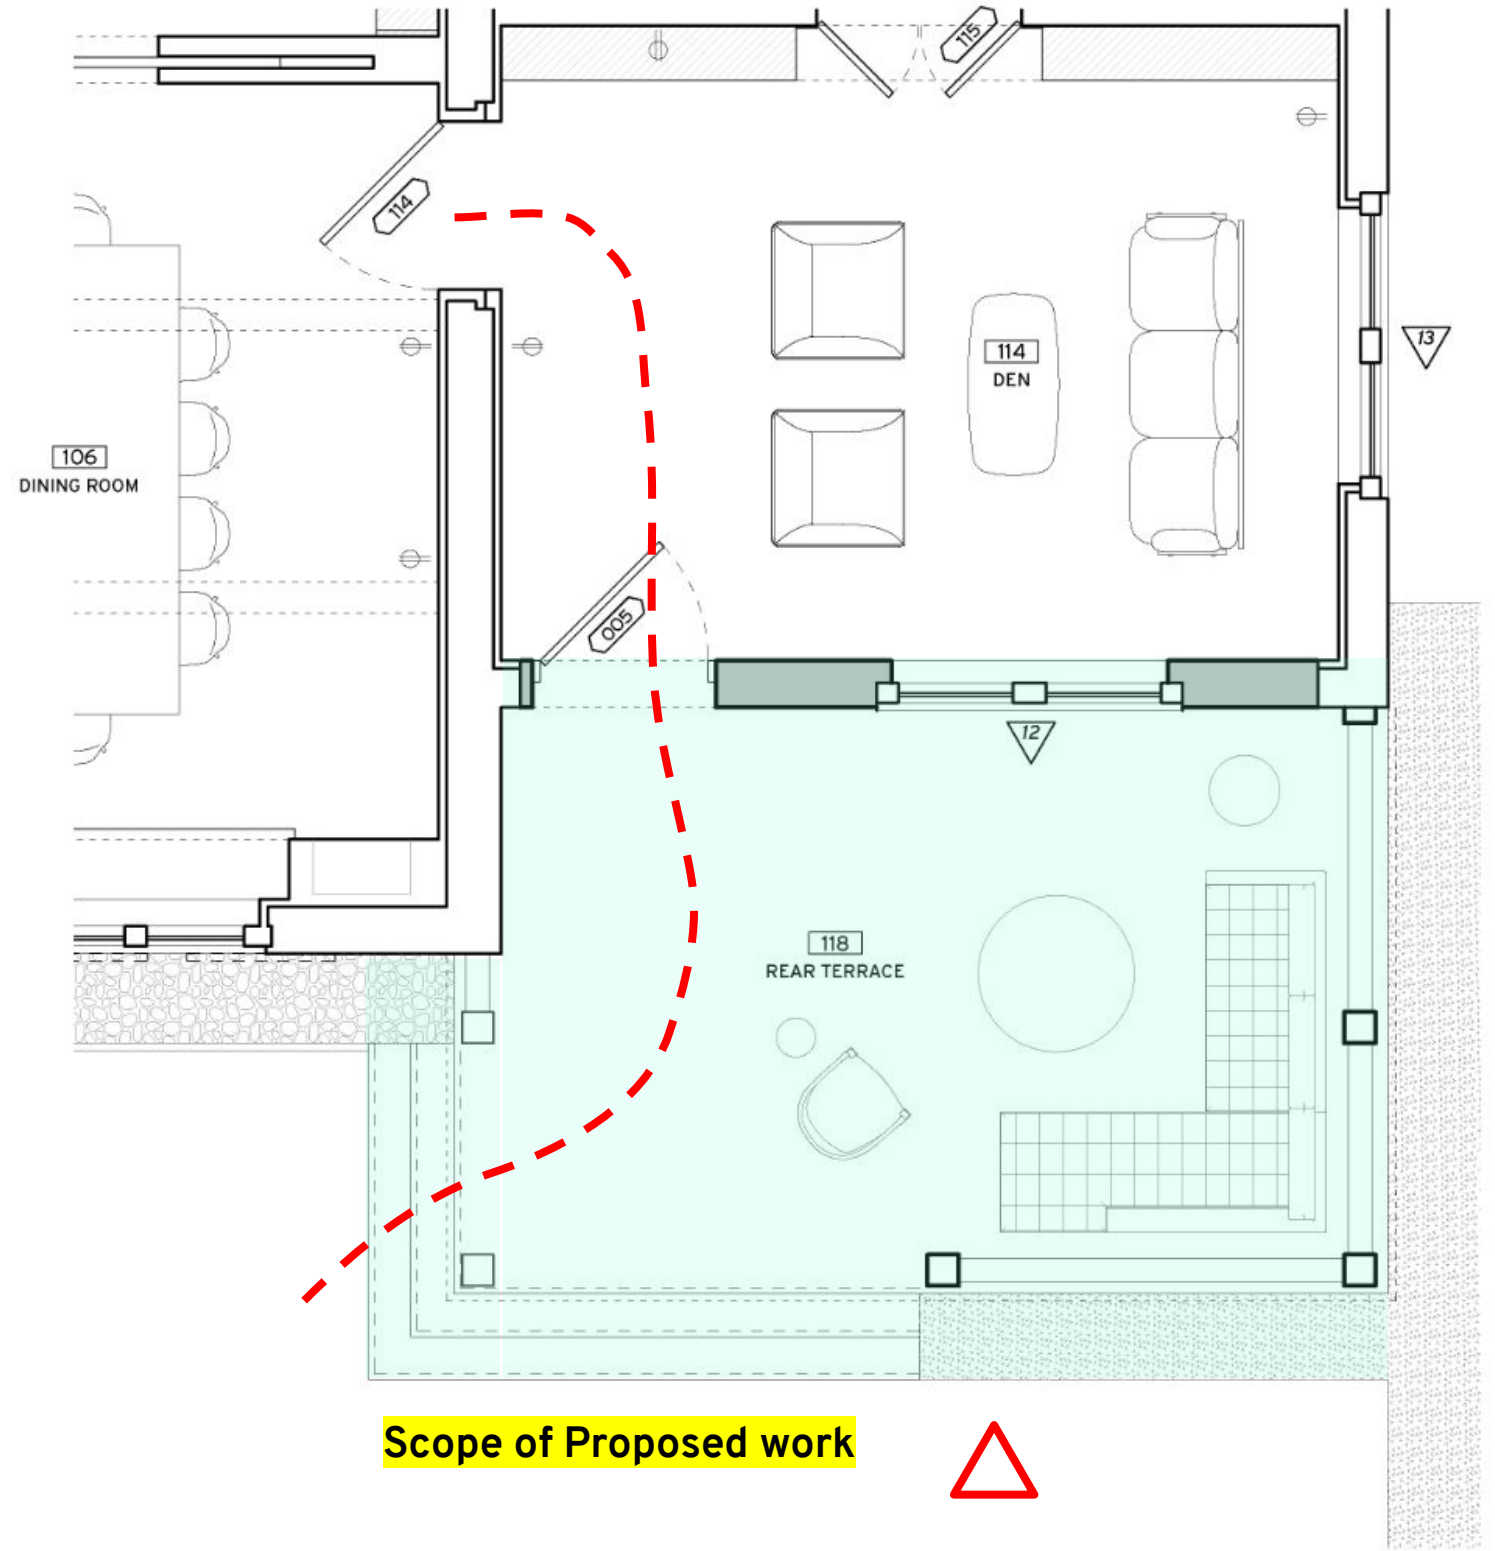 115
114
13
114
DEN
106
DINING ROOM
005
12
118
REAR TERRACE
Scope of Proposed work